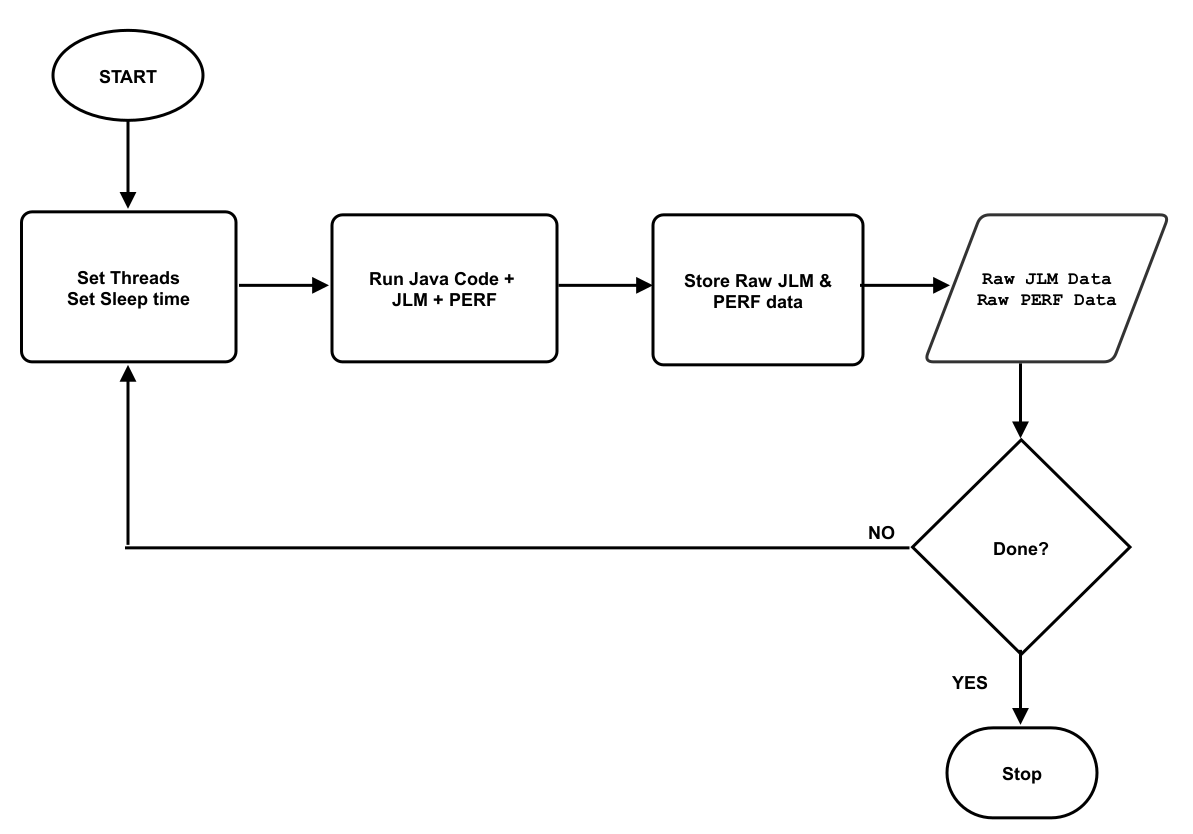 START
Set Threads
Set Sleep time
Run Java Code +
JLM + PERF
Store Raw JLM &
PERF data
Raw JLM Data
Raw PERF Data
NO
Done?
YES
Stop